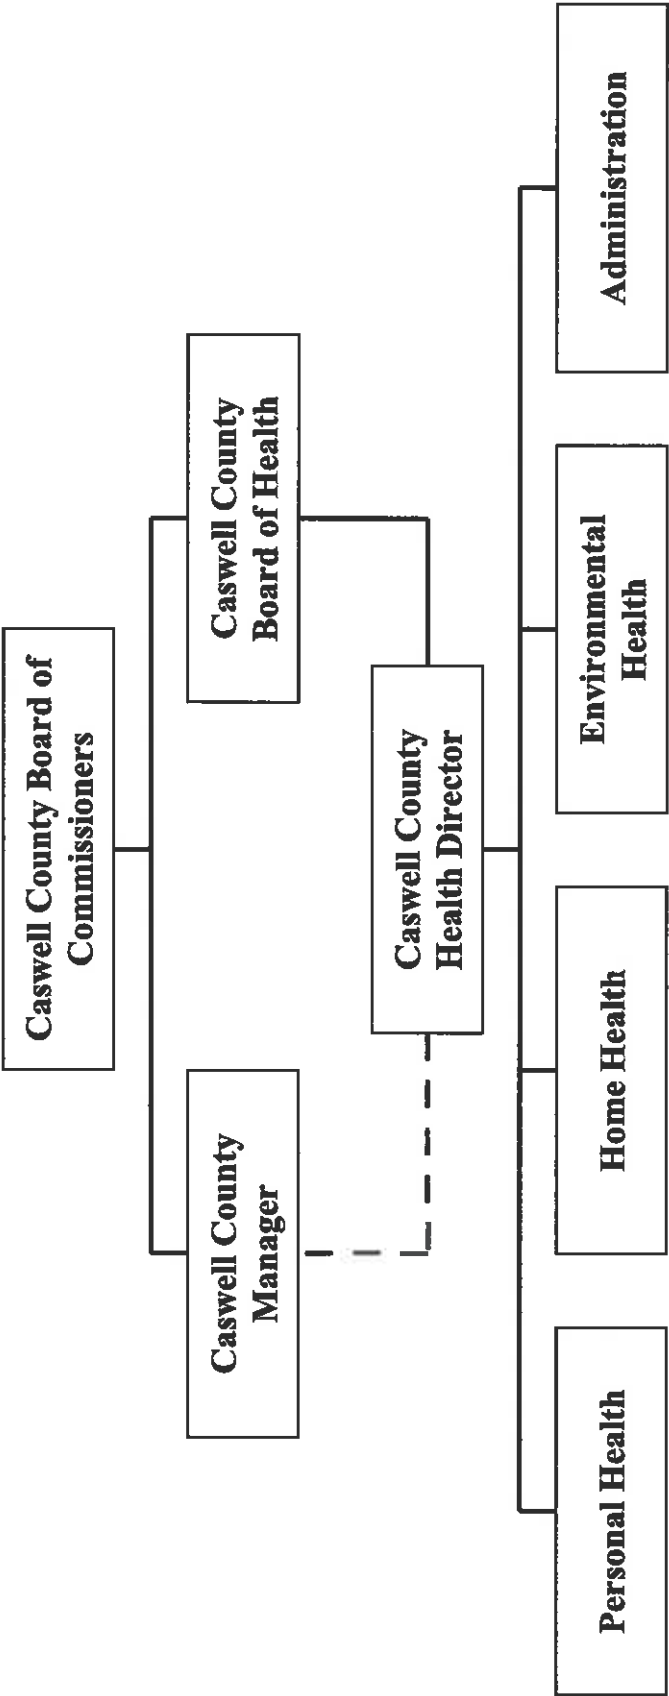 Caswell County Board of
Commissioners
Caswell County
Manager
Caswell County
Board of Health
Caswell County
Health Director
Personal Health
Home Health
Environmental
Health
Administration